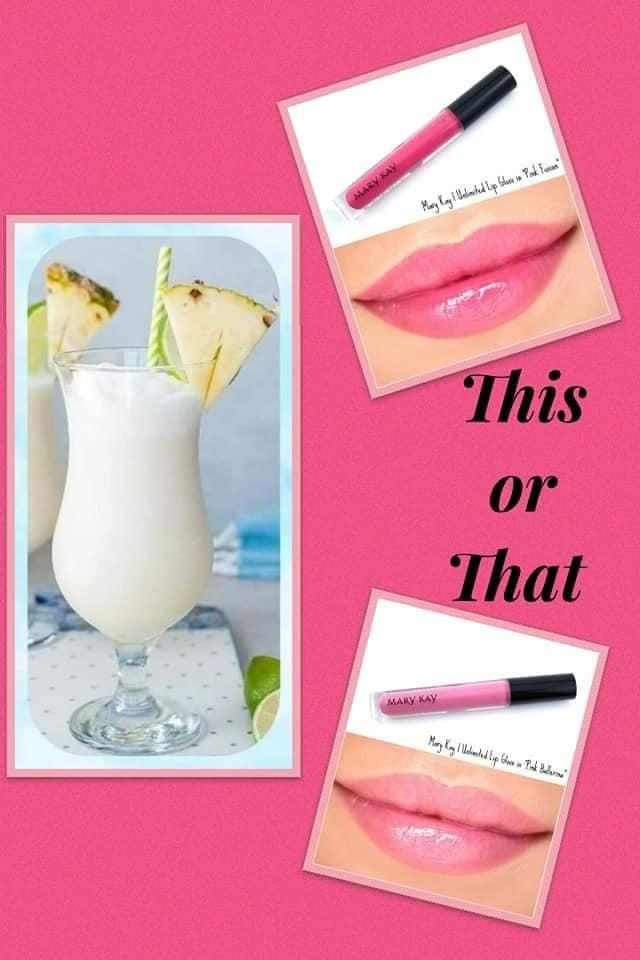 MARY KAY
Mary Kay | Unlimited Lip Gloss in "Pink Fusion"
This
or
That
MARY KAY
Mary Kay | Unlimited Lip Gloss in "Pink Ballerina"